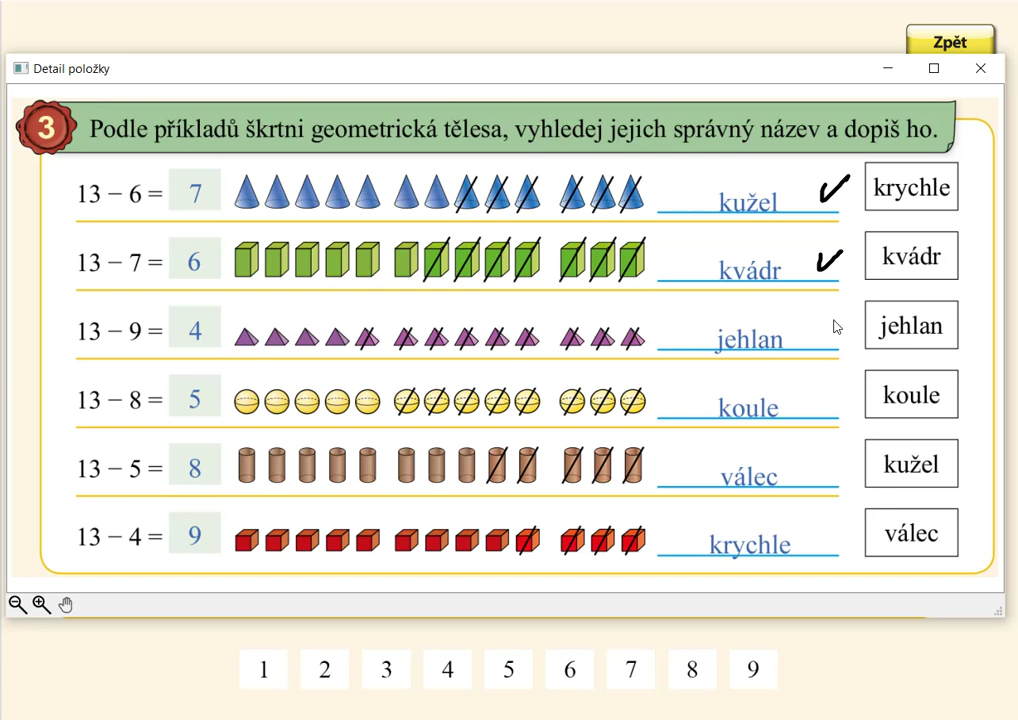 Zpět
Detail položky
3 Podle příkladů škrtni geometrická tělesa, vyhledej jejich správný název a dopiš ho.
13 − 6 = 7 kužel krychle
13 − 7 = 6 kvádr kvádr
13 − 9 = 4 jehlan jehlan
13 − 8 = 5 koule koule
13 − 5 = 8 válec kužel
13 − 4 = 9 krychle válec
1 2 3 4 5 6 7 8 9